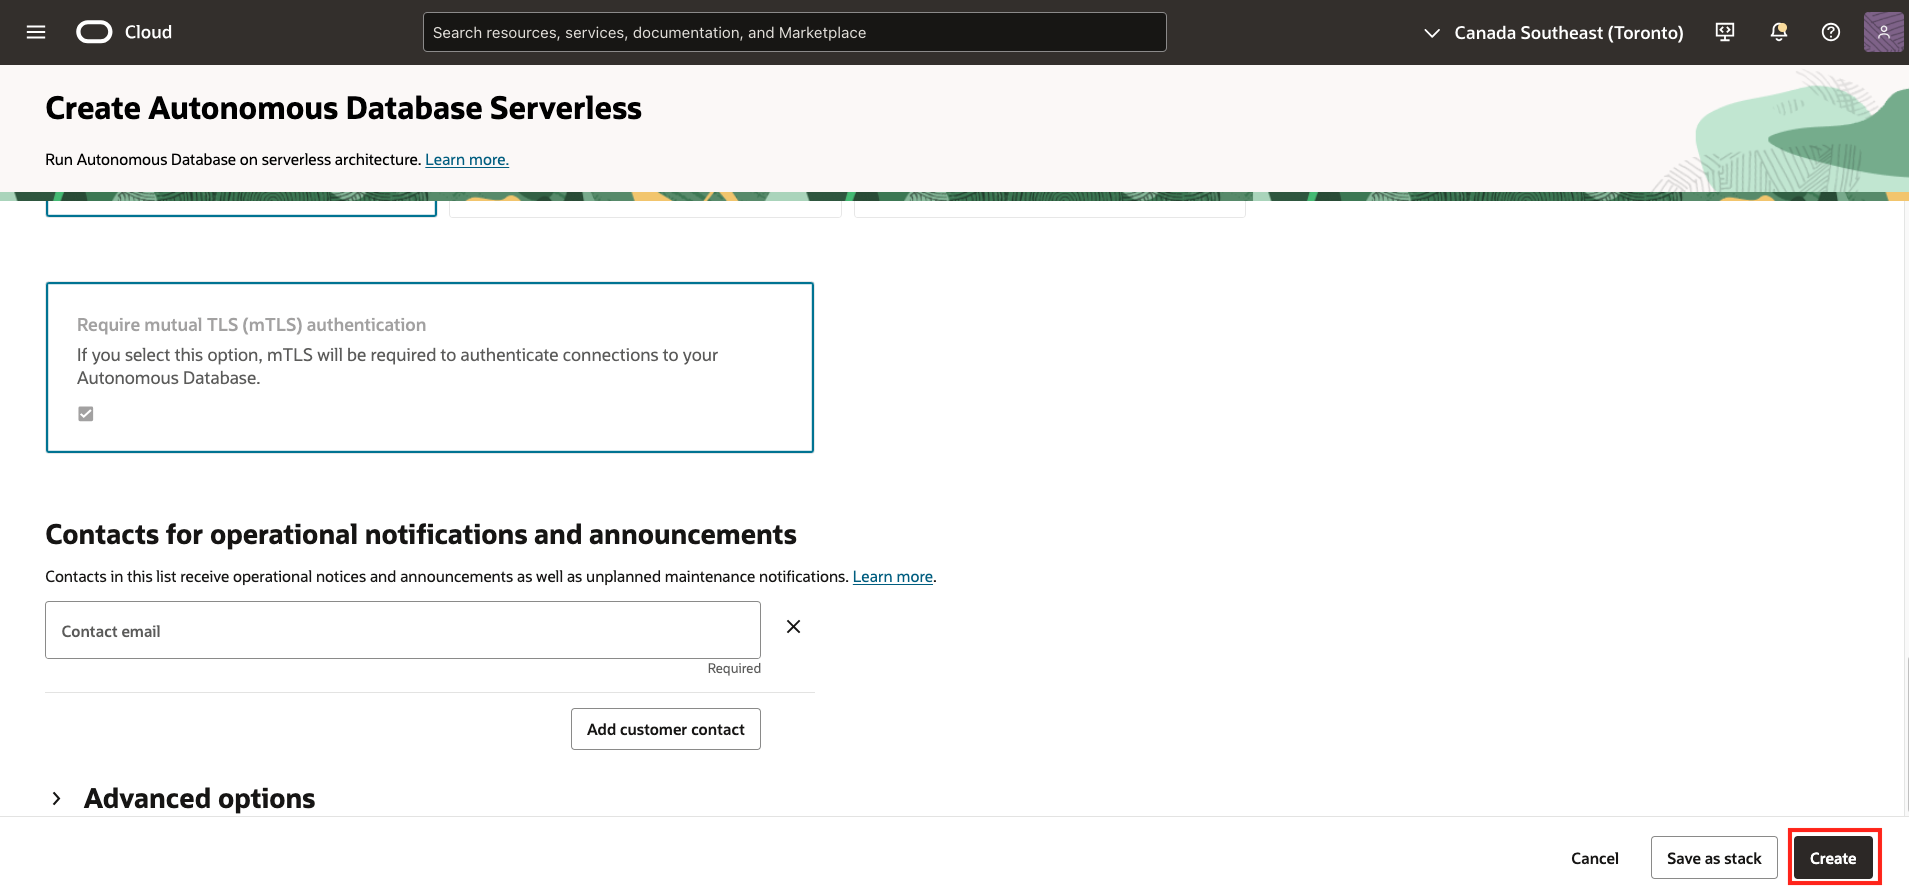 Cloud
Search resources, services, documentation, and Marketplace
Canada Southeast (Toronto)
Create Autonomous Database Serverless
Run Autonomous Database on serverless architecture. Learn more.
Require mutual TLS (mTLS) authentication
If you select this option, mTLS will be required to authenticate connections to your
Autonomous Database.
Contacts for operational notifications and announcements
Contacts in this list receive operational notices and announcements as well as unplanned maintenance notifications. Learn more.
Contact email
Required
Add customer contact
Advanced options
Cancel
Save as stack
Create